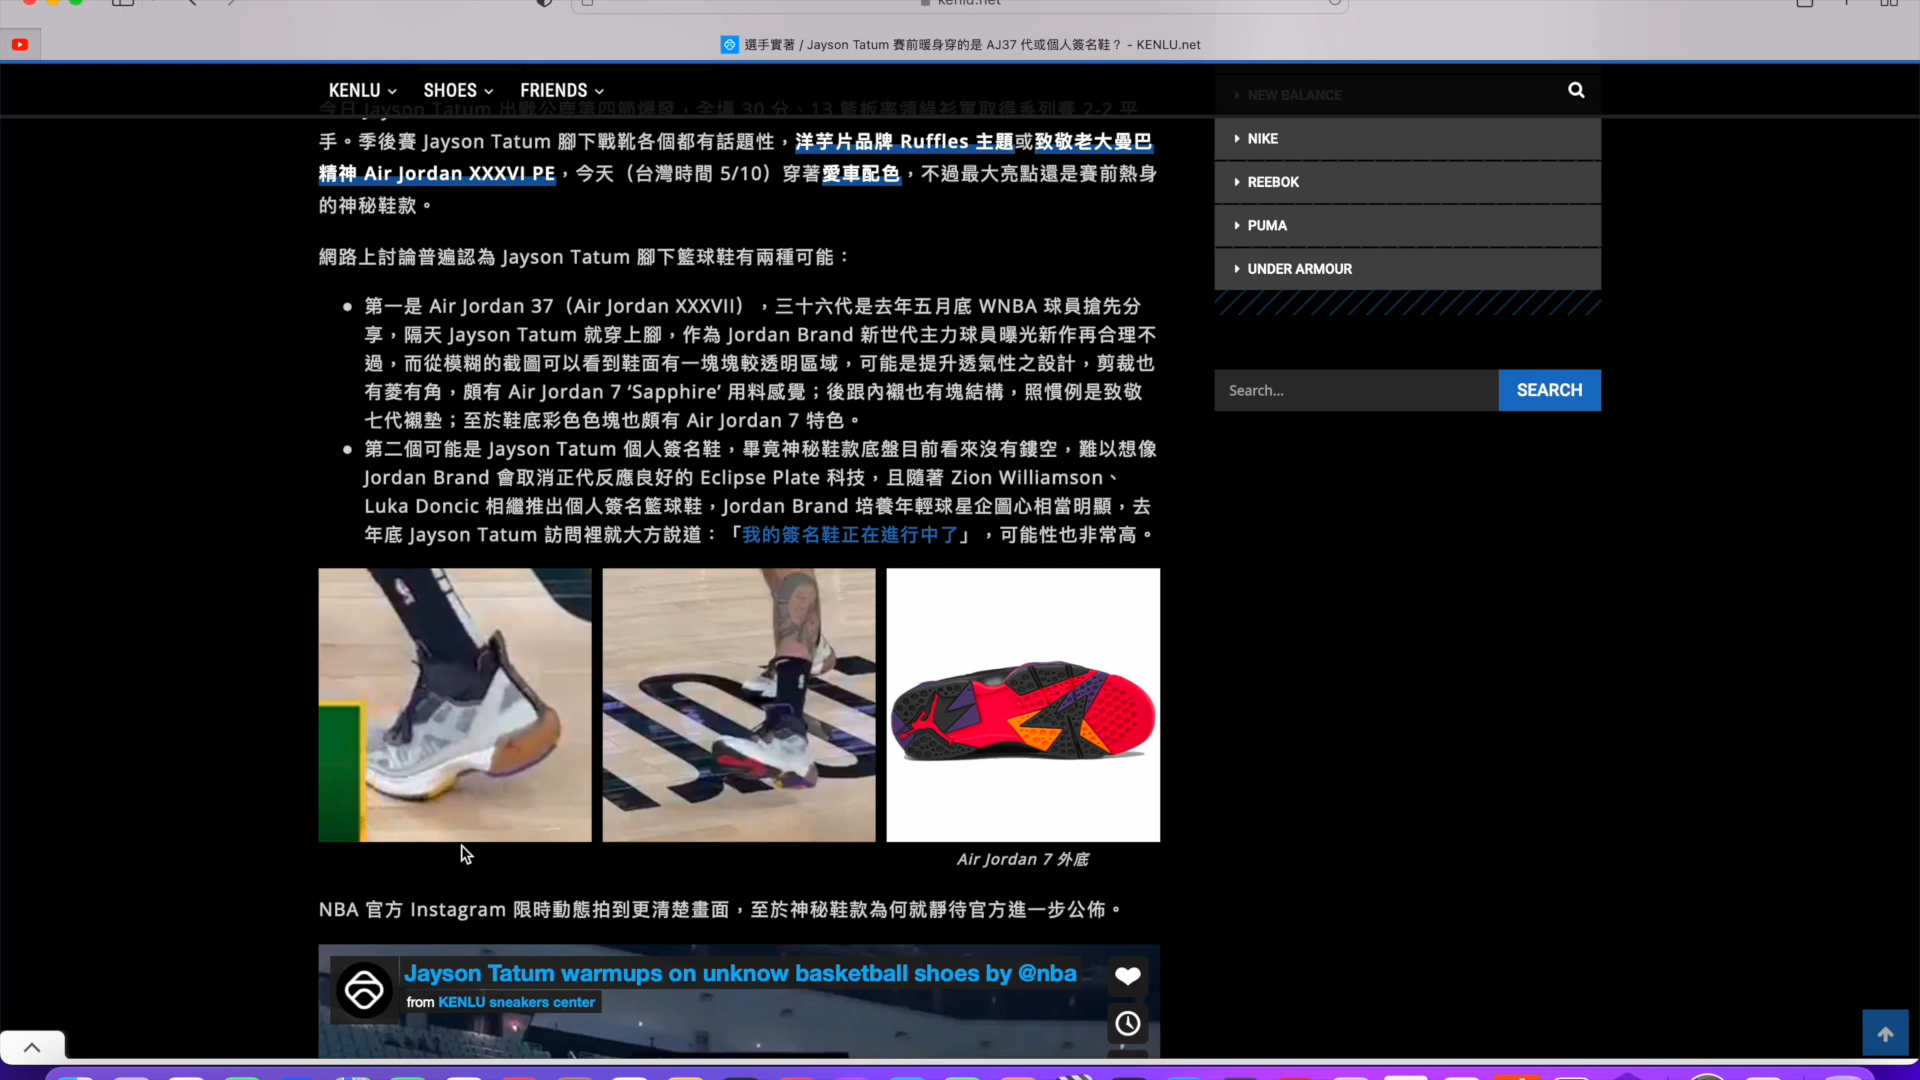 kenlu.net
選手實著 / Jayson Tatum 賽前暖身穿的是 AJ37 代或個人簽名鞋？ - KENLU.net
KENLU
SHOES
FRIENDS
今日 Jayson Tatum 出戰公鹿第四節爆發，全場 30 分、13 籃板率領綠衫軍取得系列賽 2-2 平
手。季後賽 Jayson Tatum 腳下戰靴各個都有話題性，洋芋片品牌 Ruffles 主題或致敬老大曼巴
精神 Air Jordan XXXVI PE，今天（台灣時間 5/10）穿著愛車配色，不過最大亮點還是賽前熱身
的神秘鞋款。
網路上討論普遍認為 Jayson Tatum 腳下籃球鞋有兩種可能：
第一是 Air Jordan 37（Air Jordan XXXVII），三十六代是去年五月底 WNBA 球員搶先分
享，隔天 Jayson Tatum 就穿上腳，作為 Jordan Brand 新世代主力球員曝光新作再合理不
過，而從模糊的截圖可以看到鞋面有一塊塊較透明區域，可能是提升透氣性之設計，剪裁也
有菱有角，頗有 Air Jordan 7 ‘Sapphire’ 用料感覺；後跟內襯也有塊結構，照慣例是致敬
七代襯墊；至於鞋底彩色色塊也頗有 Air Jordan 7 特色。
第二個可能是 Jayson Tatum 個人簽名鞋，畢竟神秘鞋款底盤目前看來沒有鏤空，難以想像
Jordan Brand 會取消正代反應良好的 Eclipse Plate 科技，且隨著 Zion Williamson、
Luka Doncic 相繼推出個人簽名籃球鞋，Jordan Brand 培養年輕球星企圖心相當明顯，去
年底 Jayson Tatum 訪問裡就大方說道：「我的簽名鞋正在進行中了」，可能性也非常高。
Air Jordan 7 外底
NBA 官方 Instagram 限時動態拍到更清楚畫面，至於神秘鞋款為何就靜待官方進一步公佈。
Jayson Tatum warmups on unknow basketball shoes by @nba
from KENLU sneakers center
NEW BALANCE
NIKE
REEBOK
PUMA
UNDER ARMOUR
Search...
SEARCH